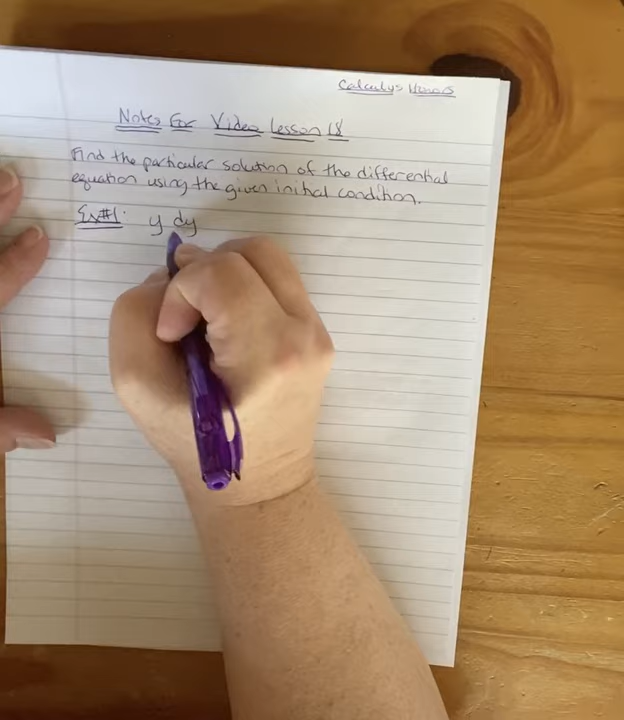 Calculus Honors
Notes For Video Lesson 18
Find the particular solution of the differential
equation using the given initial condition.
Ex#1: y dy